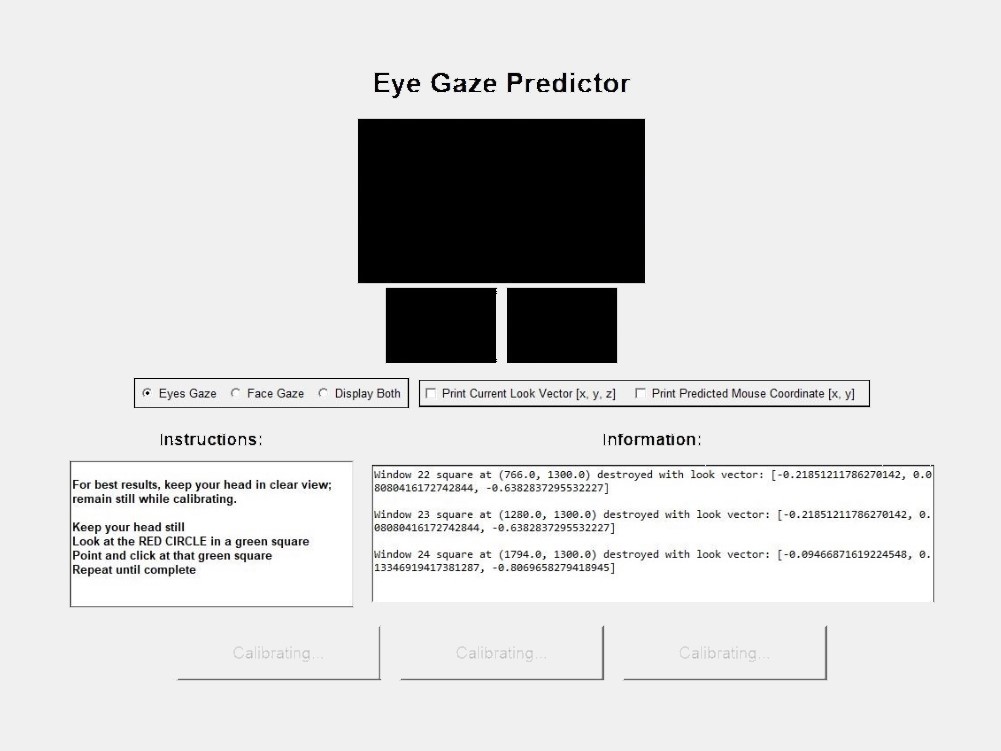 Eye Gaze Predictor
Eyes Gaze Face Gaze Display Both
Print Current Look Vector [x, y, z] Print Predicted Mouse Coordinate [x, y]
Instructions:
For best results, keep your head in clear view;
remain still while calibrating.
Keep your head still
Look at the RED CIRCLE in a green square
Point and click at that green square
Repeat until complete
Information:
Window 22 square at (766.0, 1300.0) destroyed with look vector: [-0.21851211786270142, 0.0
8080416172742844, -0.6382837295532227]
Window 23 square at (1280.0, 1300.0) destroyed with look vector: [-0.21851211786270142, 0.
08080416172742844, -0.6382837295532227]
Window 24 square at (1794.0, 1300.0) destroyed with look vector: [-0.09466871619224548, 0.
13346919417381287, -0.8069658279418945]
Calibrating... Calibrating... Calibrating...